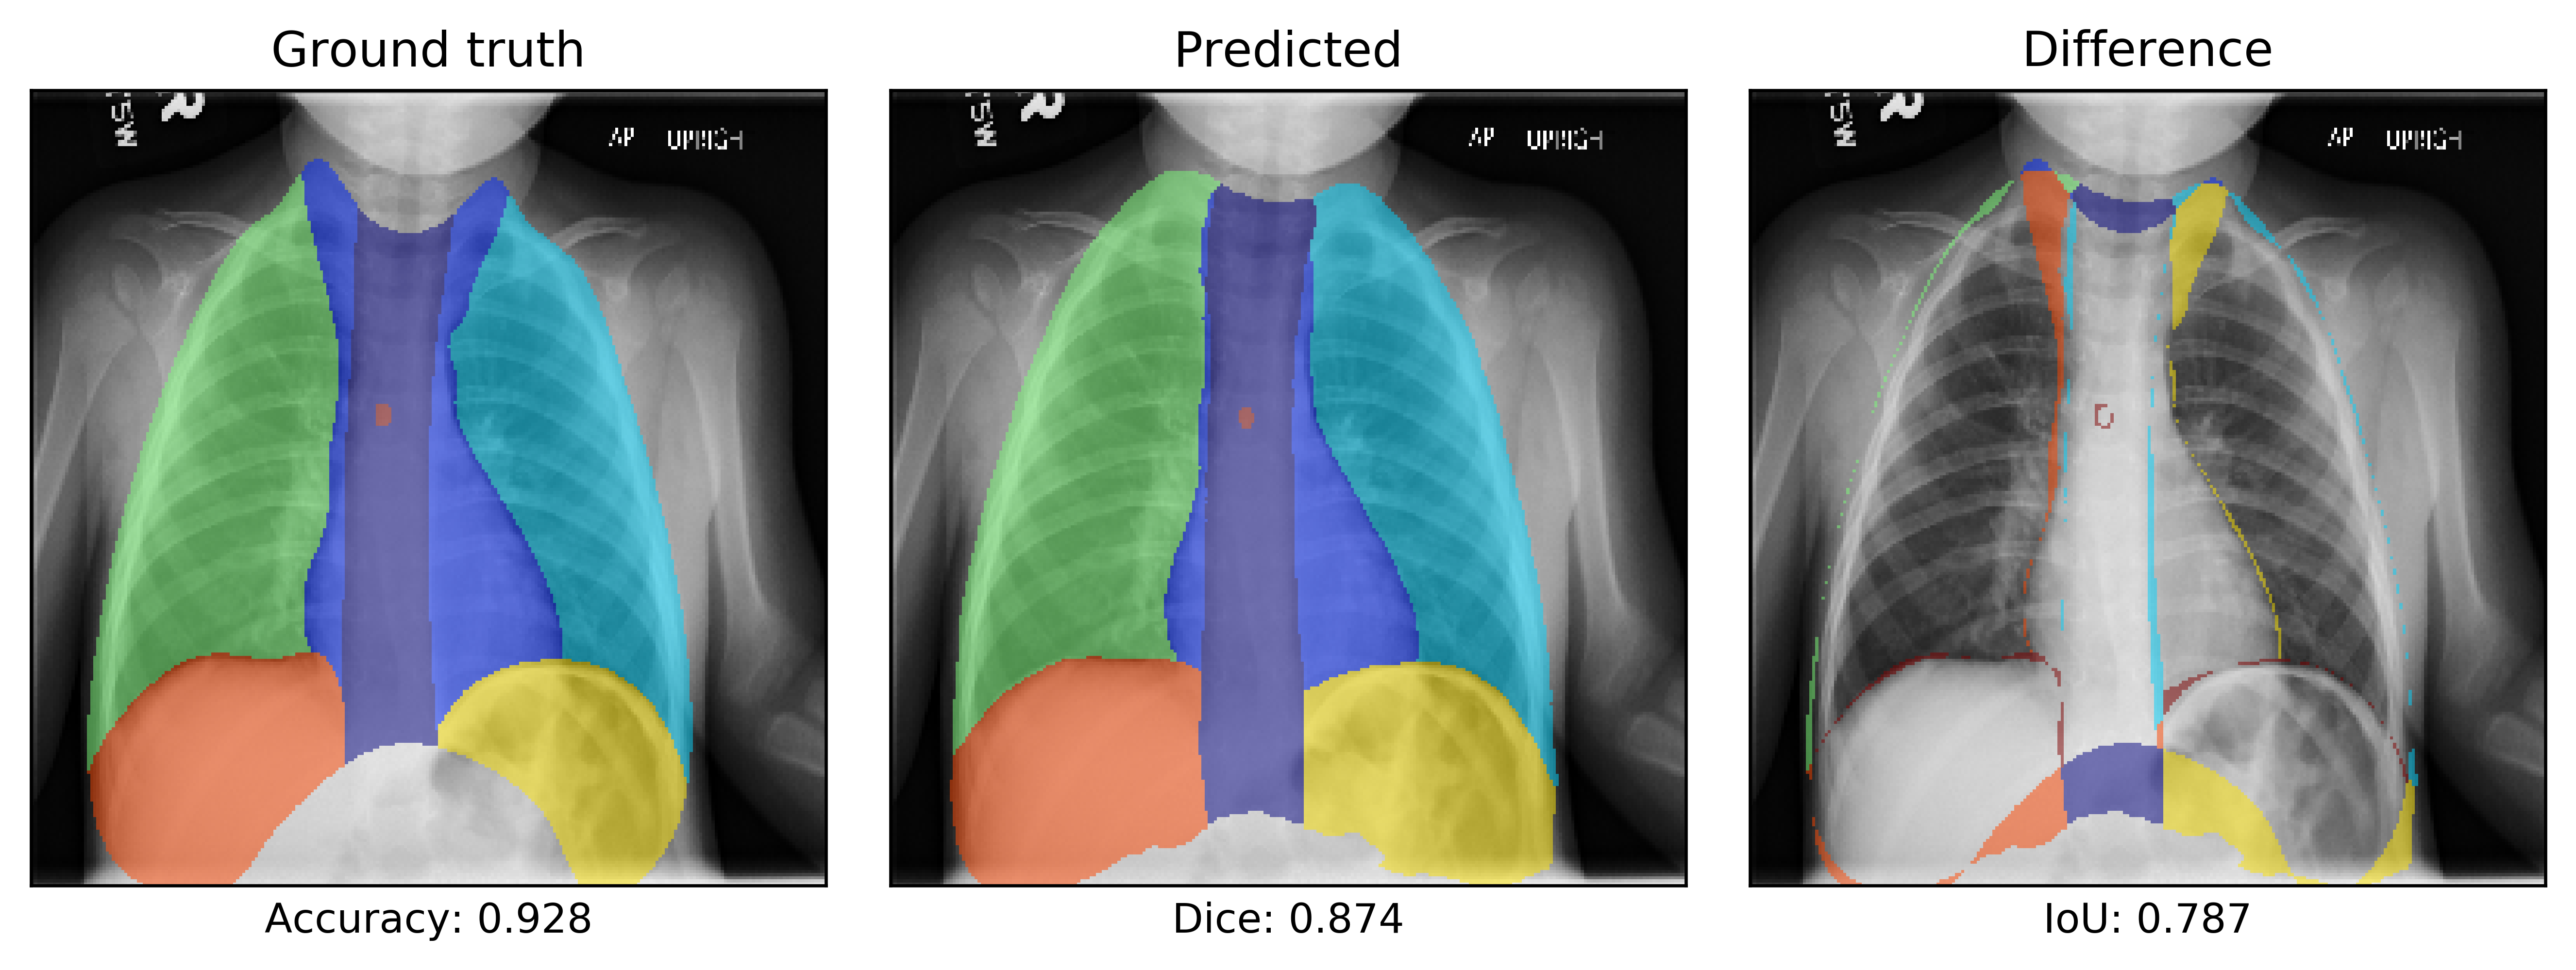 Ground truth
Predicted
Difference
R
AP
R
AP
R
AP
Accuracy: 0.928
Dice: 0.874
IoU: 0.787